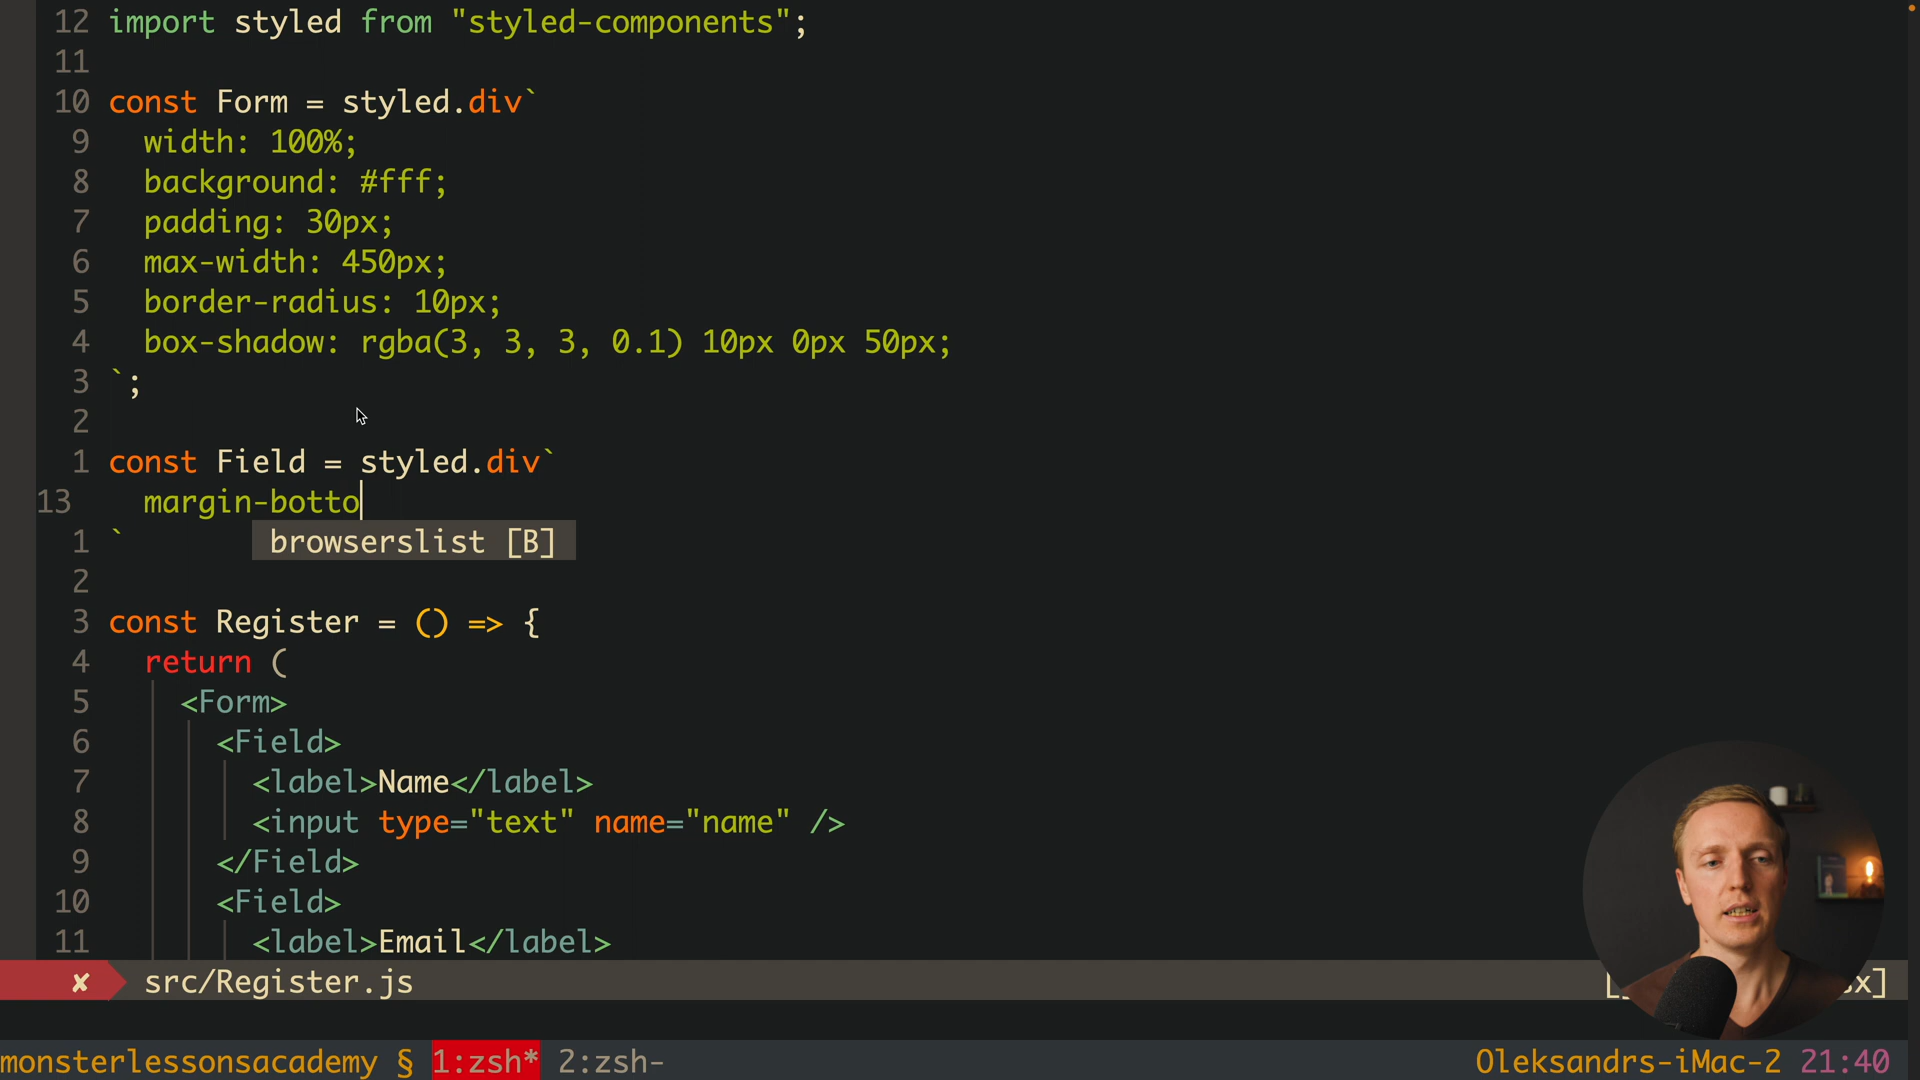 12 import styled from "styled-components";
11
10 const Form = styled.div`
9 width: 100%;
8 background: #fff;
7 padding: 30px;
6 max-width: 450px;
5 border-radius: 10px;
4 box-shadow: rgba(3, 3, 3, 0.1) 10px 0px 50px;
3 `;
2
1 const Field = styled.div`
13 margin-botto
1 ` browserslist [B]
2
3 const Register = () => {
4 return (
5 <Form>
6 <Field>
7 <label>Name</label>
8 <input type="text" name="name" />
9 </Field>
10 <Field>
11 <label>Email</label>
✘ src/Register.js
monsterlessonsacademy § 1:zsh* 2:zsh- Oleksandrs-iMac-2 21:40